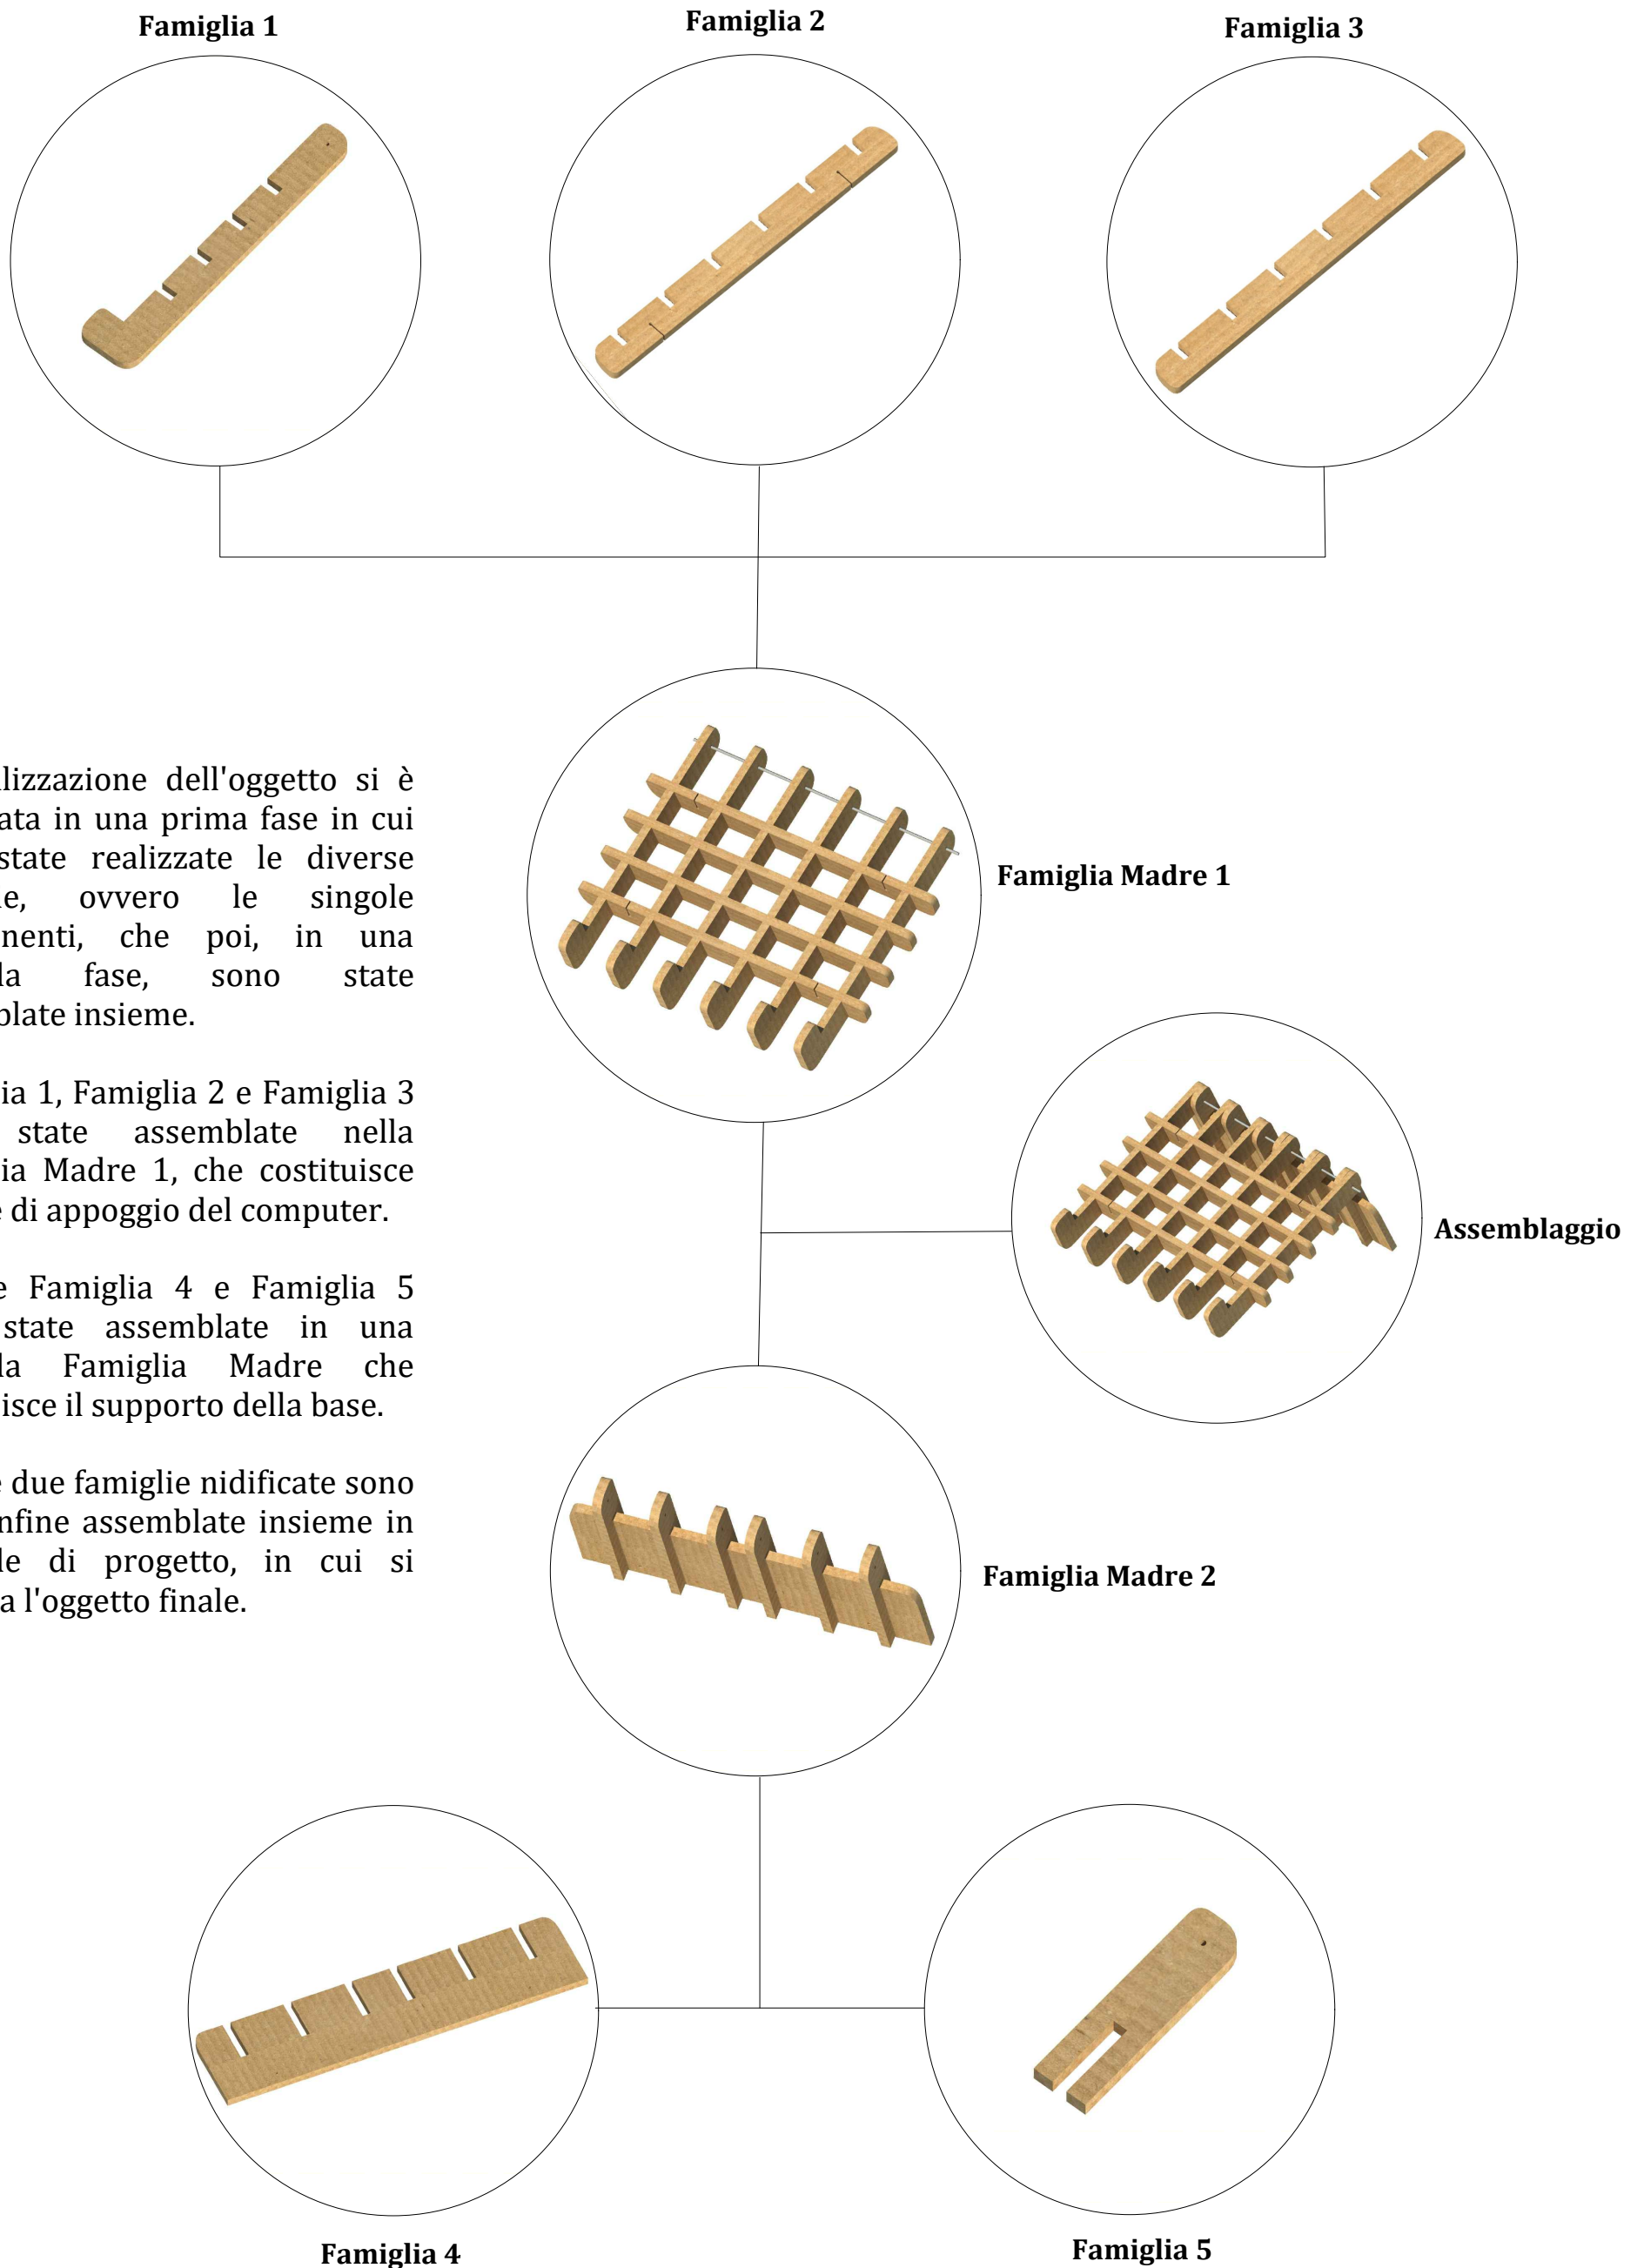 Famiglia 1
Famiglia 2
Famiglia 3
lizzazione dell'oggetto si è
ata in una prima fase in cui
state realizzate le diverse
e, ovvero le singole
nenti, che poi, in una
da fase, sono state
blate insieme.
ia 1, Famiglia 2 e Famiglia 3
state assemblate nella
ia Madre 1, che costituisce
e di appoggio del computer.
e Famiglia 4 e Famiglia 5
state assemblate in una
la Famiglia Madre che
isce il supporto della base.
e due famiglie nidificate sono
nfine assemblate insieme in
le di progetto, in cui si
a l'oggetto finale.
Famiglia Madre 1
Assemblaggio
Famiglia Madre 2
Famiglia 4
Famiglia 5